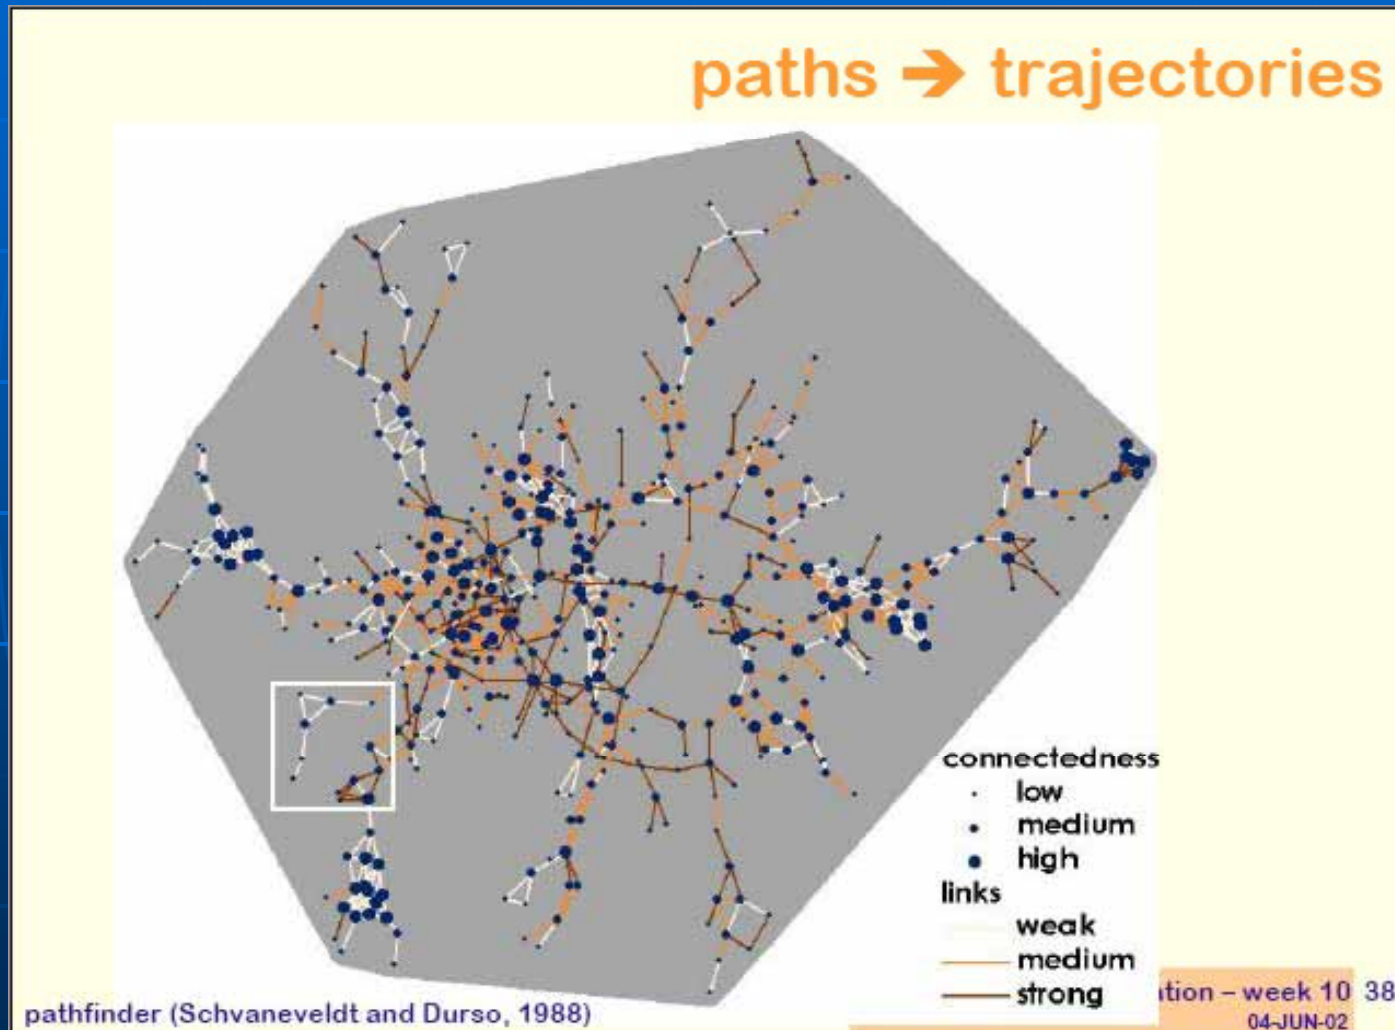 paths ➔ trajectories
connectedness
low
medium
high
links
weak
medium
strong
pathfinder (Schvaneveldt and Durso, 1988)
– week 10 38
04-JUN-02